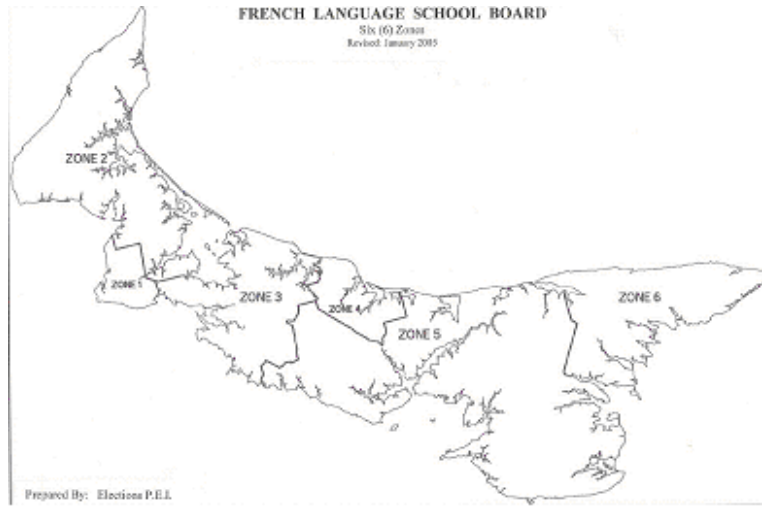 FRENCH LANGUAGE SCHOOL BOARD
Six (6) Zones
Revised: January 2005
ZONE 2
ZONE 1
ZONE 3
ZONE 4
ZONE 5
ZONE 6
Prepared By: Elections P.E.I.